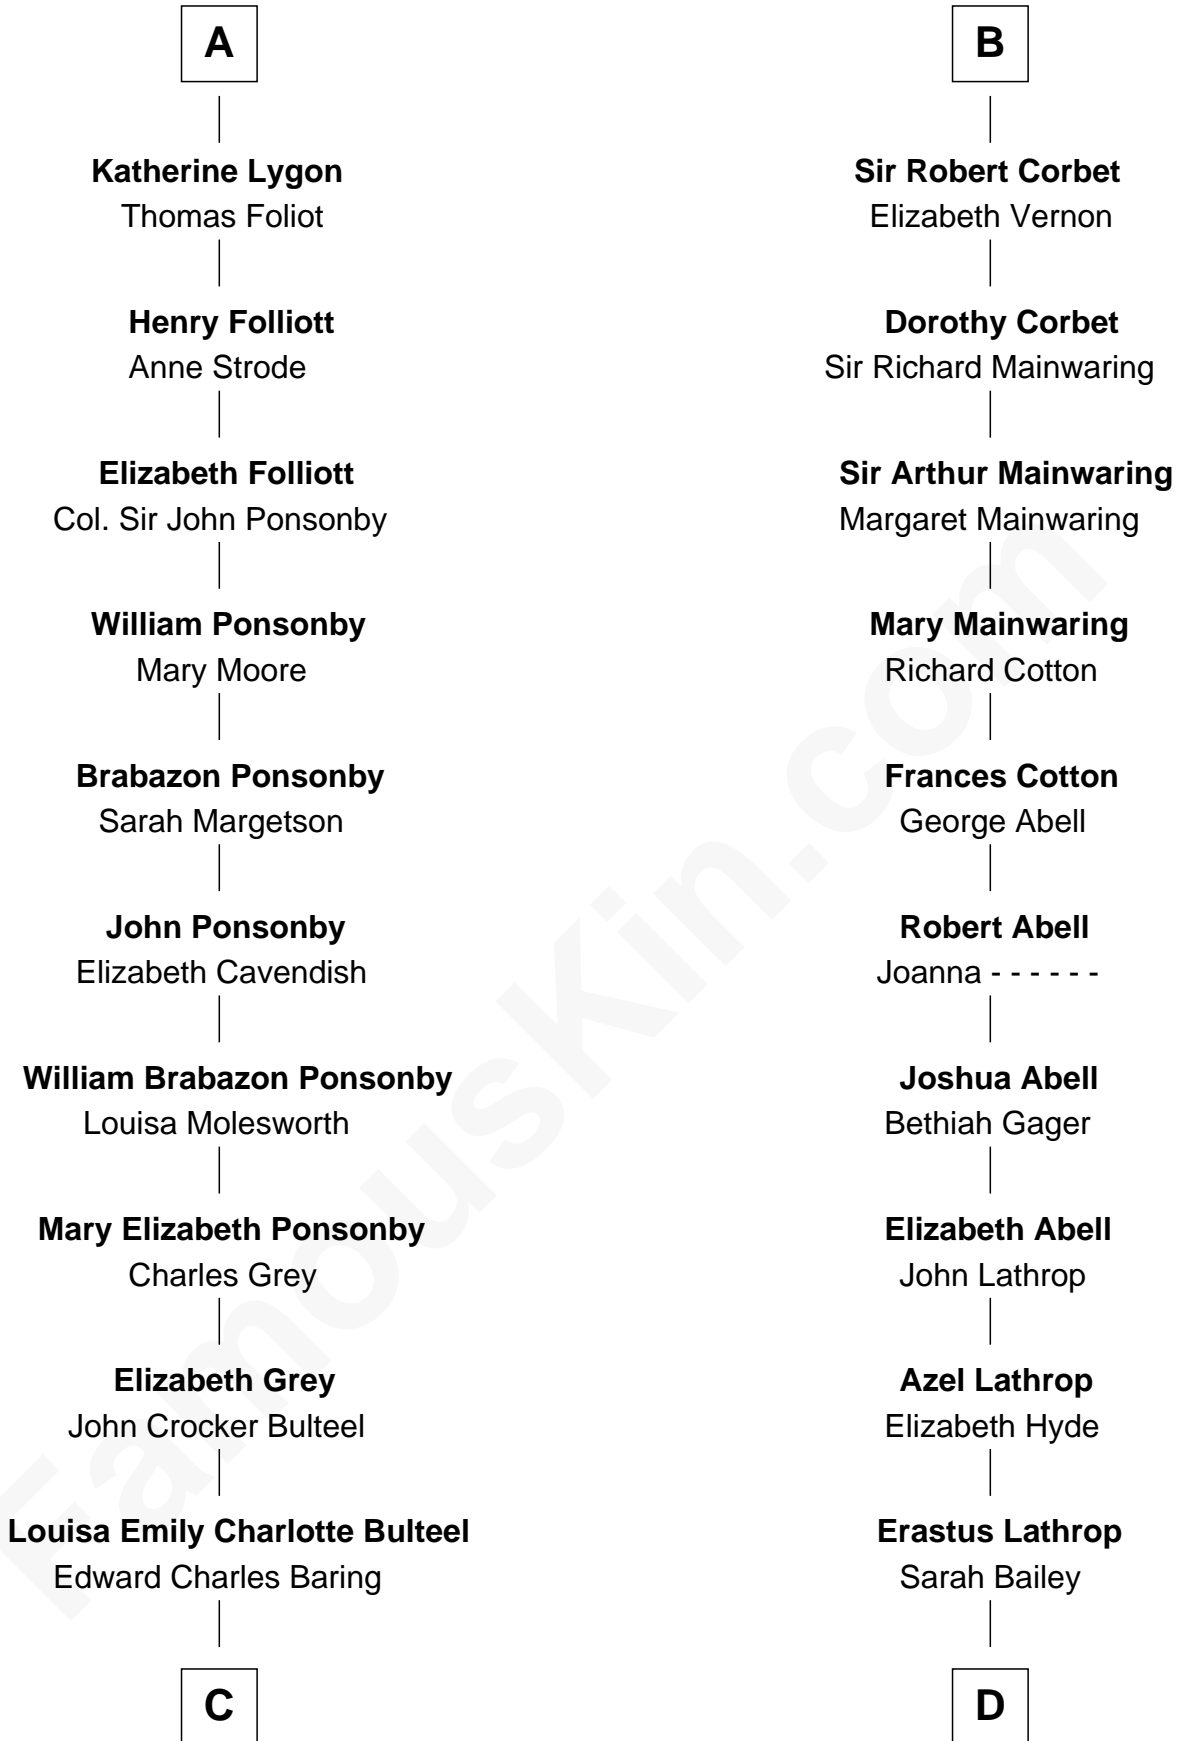 A
Katherine Lygon
Thomas Foliot
Henry Folliott
Anne Strode
Elizabeth Folliott
Col. Sir John Ponsonby
William Ponsonby
Mary Moore
Brabazon Ponsonby
Sarah Margetson
John Ponsonby
Elizabeth Cavendish
William Brabazon Ponsonby
Louisa Molesworth
Mary Elizabeth Ponsonby
Charles Grey
Elizabeth Grey
John Crocker Bulteel
Louisa Emily Charlotte Bulteel
Edward Charles Baring
C
B
Sir Robert Corbet
Elizabeth Vernon
Dorothy Corbet
Sir Richard Mainwaring
Sir Arthur Mainwaring
Margaret Mainwaring
Mary Mainwaring
Richard Cotton
Frances Cotton
George Abell
Robert Abell
Joanna - - - - - -
Joshua Abell
Bethiah Gager
Elizabeth Abell
John Lathrop
Azel Lathrop
Elizabeth Hyde
Erastus Lathrop
Sarah Bailey
D
FamousKin.com